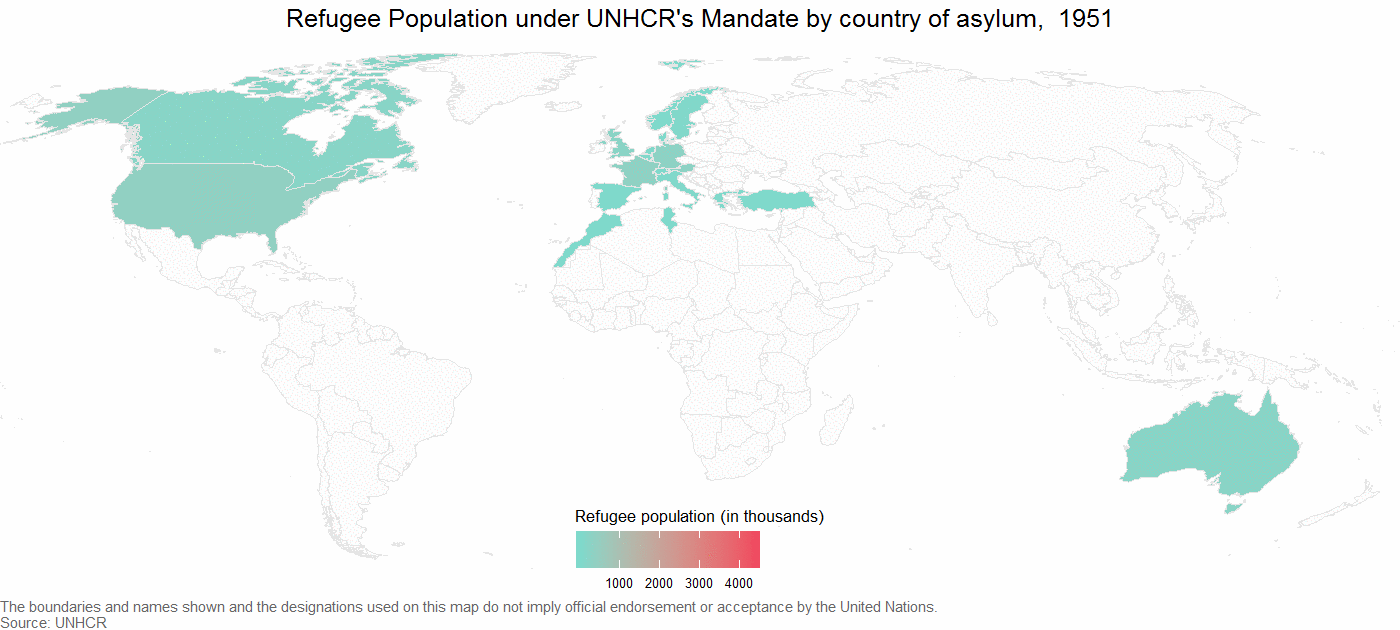 Refugee Population under UNHCR's Mandate by country of asylum,  1951
Refugee population (in thousands)
1000 2000 3000 4000
The boundaries and names shown and the designations used on this map do not imply official endorsement or acceptance by the United Nations.
Source: UNHCR